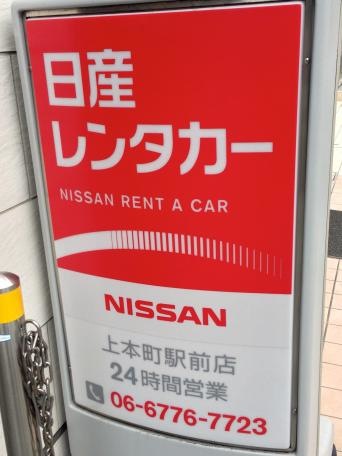 日産
レンタカー
NISSAN RENT A CAR
NISSAN
上本町駅前店
24時間営業
06-6776-7723